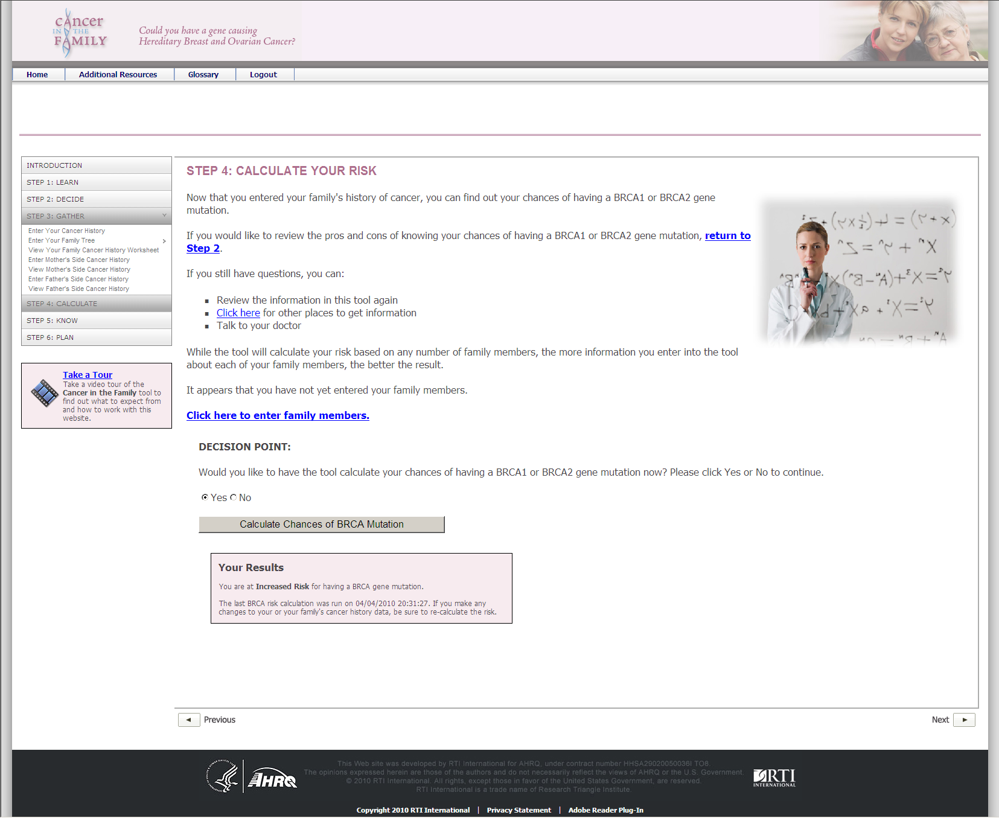 cancer
IN THE
FAMILY
Could you have a gene causing
Hereditary Breast and Ovarian Cancer?
Home
Additional Resources
Glossary
Logout
INTRODUCTION
STEP 1: LEARN
STEP 2: DECIDE
STEP 3: GATHER
Enter Your Cancer History
Enter Your Family Tree
View Your Family Cancer History Worksheet
Enter Mother's Side Cancer History
View Mother's Side Cancer History
Enter Father's Side Cancer History
View Father's Side Cancer History
STEP 4: CALCULATE
STEP 5: KNOW
STEP 6: PLAN
Take a Tour
Take a video tour of the
Cancer in the Family tool to
find out what to expect from
and how to work with this
website.
STEP 4: CALCULATE YOUR RISK
Now that you entered your family's history of cancer, you can find out your chances of having a BRCA1 or BRCA2 gene
mutation.
If you would like to review the pros and cons of knowing your chances of having a BRCA1 or BRCA2 gene mutation, return to
Step 2.
If you still have questions, you can:
Review the information in this tool again
Click here for other places to get information
Talk to your doctor
While the tool will calculate your risk based on any number of family members, the more information you enter into the tool
about each of your family members, the better the result.
It appears that you have not yet entered your family members.
Click here to enter family members.
DECISION POINT:
Would you like to have the tool calculate your chances of having a BRCA1 or BRCA2 gene mutation now? Please click Yes or No to continue.
Yes No
Calculate Chances of BRCA Mutation
Your Results
You are at Increased Risk for having a BRCA gene mutation.
The last BRCA risk calculation was run on 04/04/2010 20:31:27. If you make any
changes to your or your family's cancer history data, be sure to re-calculate the risk.
Previous
Next
AHRQ
This Web site was developed by RTI International for AHRQ, under contract number HHSA29020050036I TO8.
The opinions expressed herein are those of the authors and do not necessarily reflect the views of AHRQ or the U.S. Government.
© 2010 RTI International. All rights, except those in favor of the United States Government, are reserved.
RTI International is a trade name of Research Triangle Institute.
RTI
INTERNATIONAL
Copyright 2010 RTI International | Privacy Statement | Adobe Reader Plug-In